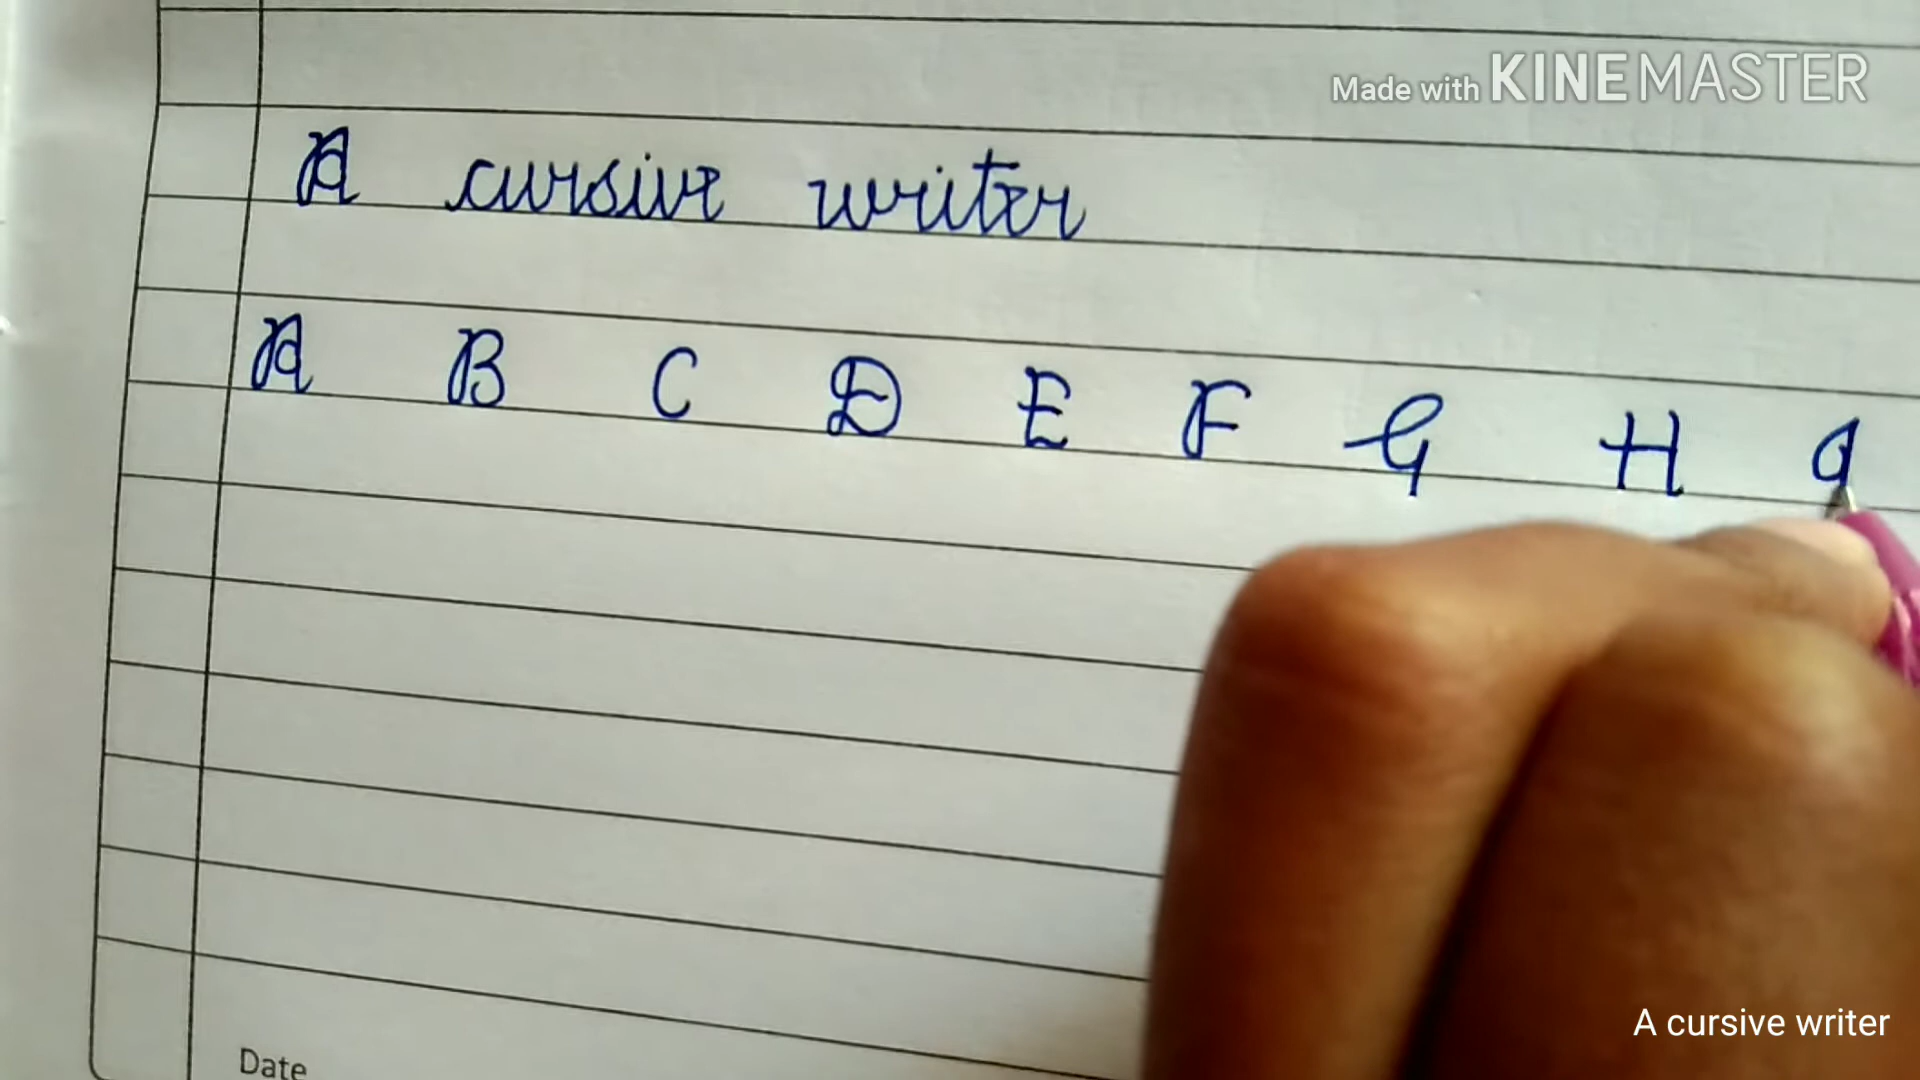 Made with KINEMASTER
A cursive writer
A B C D E F G H I
A cursive writer
Date